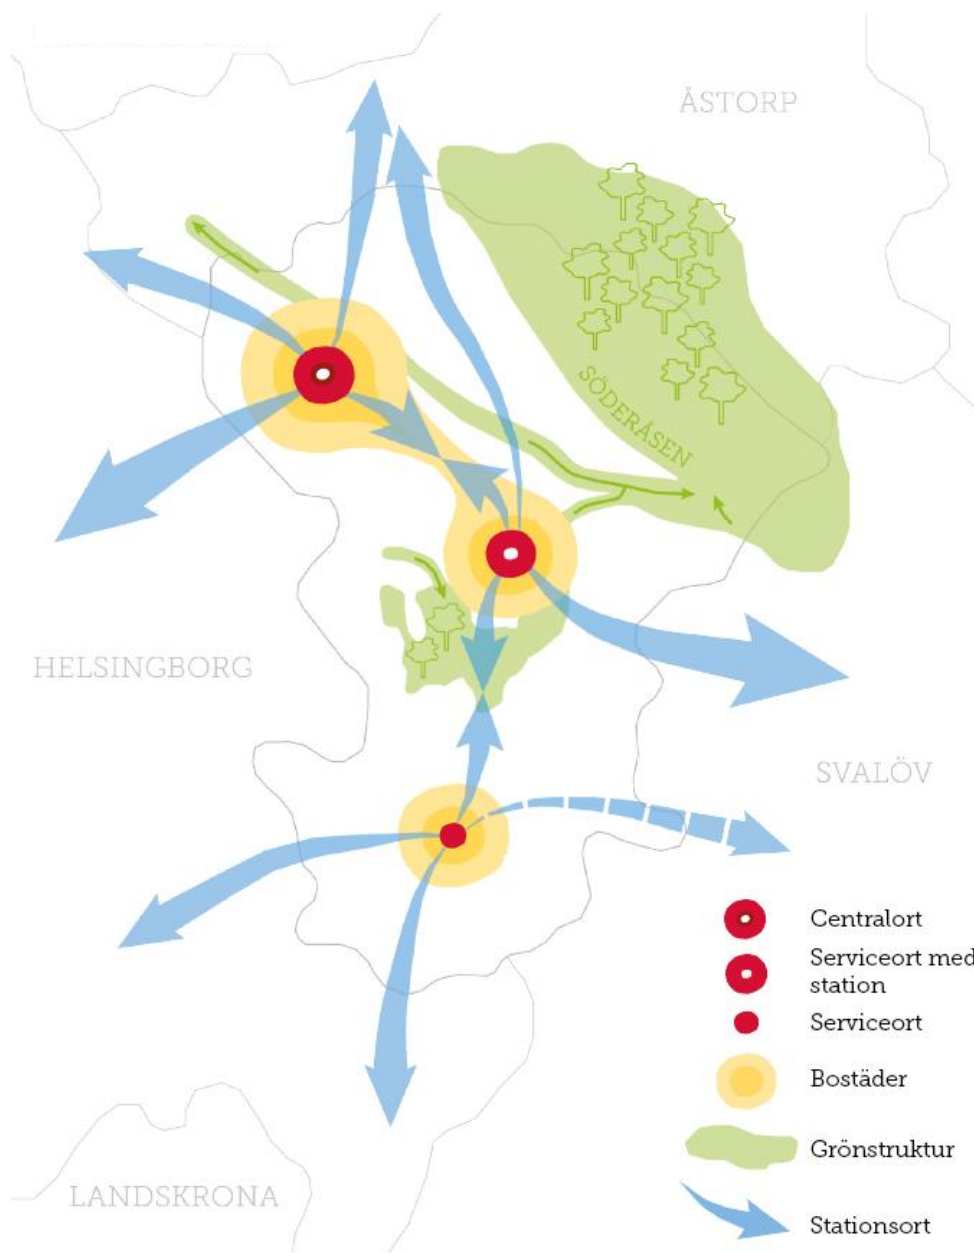 ÅSTORP
SÖDERÅSEN
HELSINGBORG
SVALÖV
Centralort
Serviceort med
station
Serviceort
Bostäder
Grönstruktur
LANDSKRONA
Stationsort